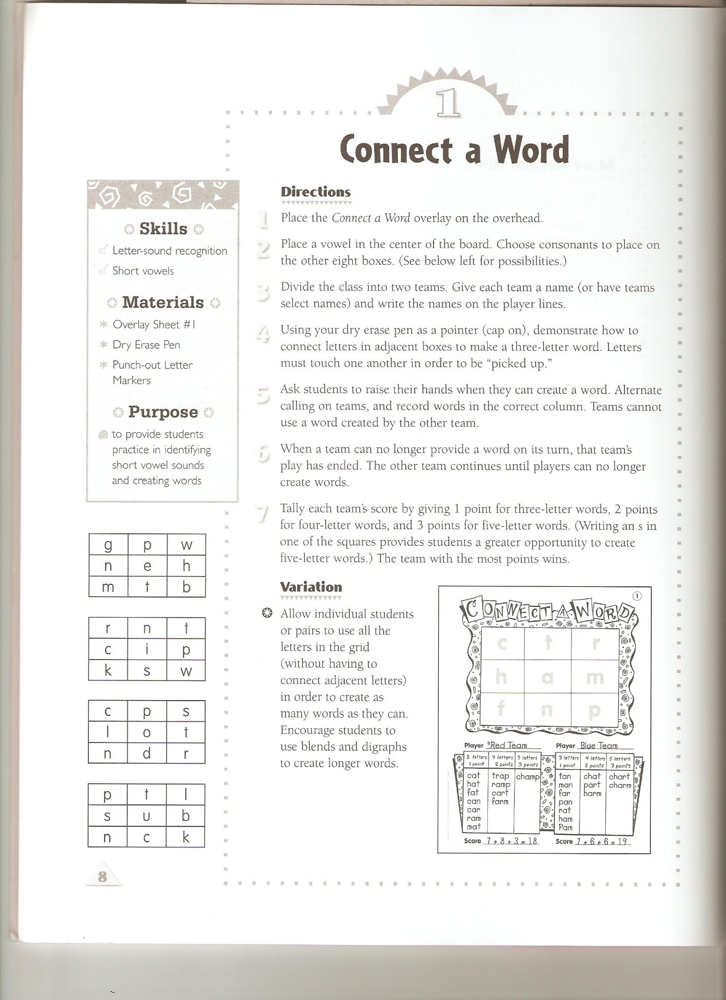 1
Connect a Word
Skills
Letter-sound recognition
Short vowels
Materials
Overlay Sheet #1
Dry Erase Pen
Punch-out Letter
Markers
Purpose
to provide students
practice in identifying
short vowel sounds
and creating words
g p w
n e h
m t b
r n t
c i p
k s w
c p s
l o t
n d r
p t l
s u b
n c k
8
Directions
1 Place the Connect a Word overlay on the overhead.
2 Place a vowel in the center of the board. Choose consonants to place on
the other eight boxes. (See below left for possibilities.)
3 Divide the class into two teams. Give each team a name (or have teams
select names) and write the names on the player lines.
4 Using your dry erase pen as a pointer (cap on), demonstrate how to
connect letters in adjacent boxes to make a three-letter word. Letters
must touch one another in order to be “picked up.”
5 Ask students to raise their hands when they can create a word. Alternate
calling on teams, and record words in the correct column. Teams cannot
use a word created by the other team.
6 When a team can no longer provide a word on its turn, that team’s
play has ended. The other team continues until players can no longer
create words.
7 Tally each team’s score by giving 1 point for three-letter words, 2 points
for four-letter words, and 3 points for five-letter words. (Writing an s in
one of the squares provides students a greater opportunity to create
five-letter words.) The team with the most points wins.
Variation
Allow individual students
or pairs to use all the
letters in the grid
(without having to
connect adjacent letters)
in order to create as
many words as they can.
Encourage students to
use blends and digraphs
to create longer words.
1
CONNECT-A-WORD
c t r
h a m
f n p
Player Red Team Player Blue Team
3 letters 4 letters 5 letters 3 letters 4 letters 5 letters
1 point 2 points 3 points 1 point 2 points 3 points
cat trap champ tan chat chart
hat ramp man part charm
fat cart far harm
can farm pan
car rat
ram ham
mat Pam
Score 7 + 8 + 3 = 18 Score 7 + 6 + 6 = 19